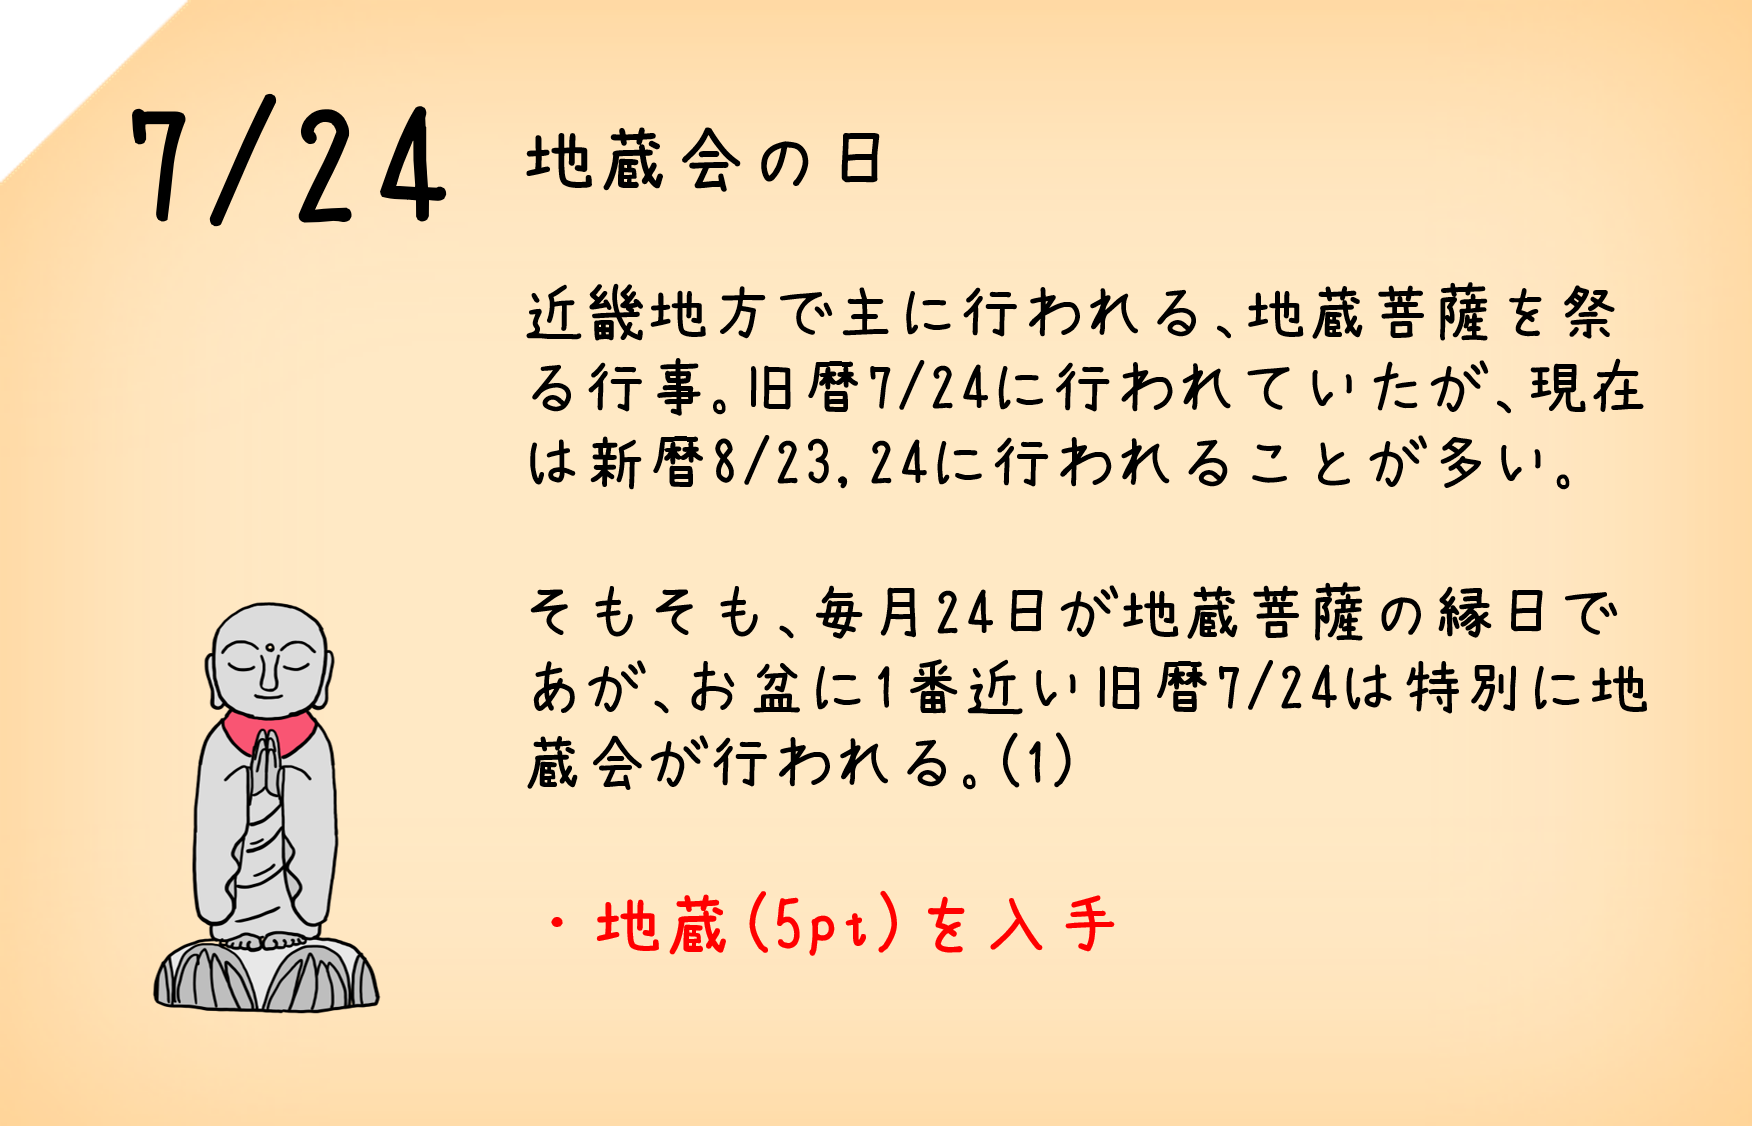 7/24
地蔵会の日
近畿地方で主に行われる、地蔵菩薩を祭
る行事。旧暦7/24に行われていたが、現在
は新暦8/23,24に行われることが多い。
そもそも、毎月24日が地蔵菩薩の縁日で
あが、お盆に1番近い旧暦7/24は特別に地
蔵会が行われる。(1)
・地蔵(5pt)を入手